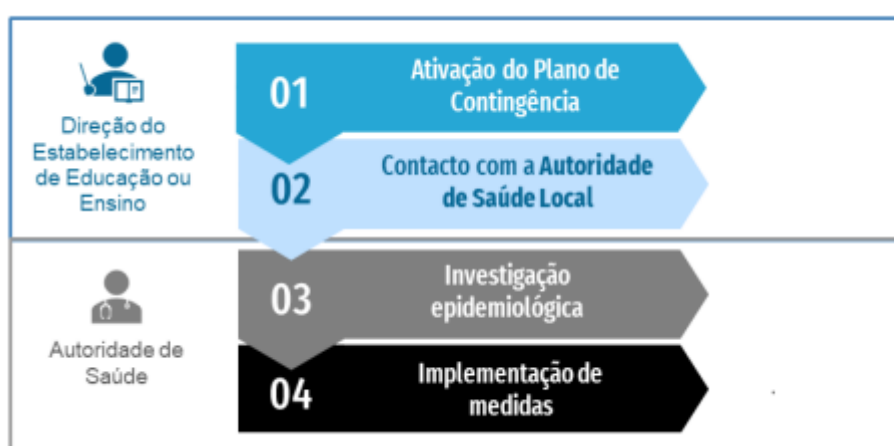 Direção do
Estabelecimento
de Educação ou
Ensino
01
Ativação do Plano de
Contingência
02
Contacto com a Autoridade
de Saúde Local
Autoridade de
Saúde
03
Investigação
epidemiológica
04
Implementação de
medidas